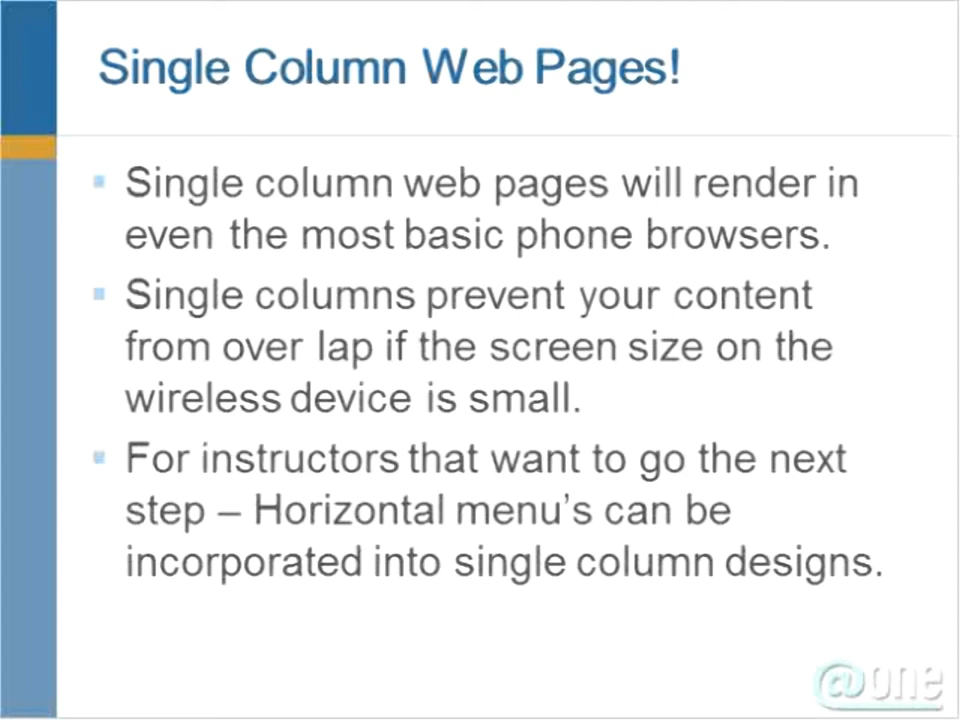 Single Column Web Pages!
Single column web pages will render in
even the most basic phone browsers.
Single columns prevent your content
from over lap if the screen size on the
wireless device is small.
For instructors that want to go the next
step – Horizontal menu’s can be
incorporated into single column designs.
@one